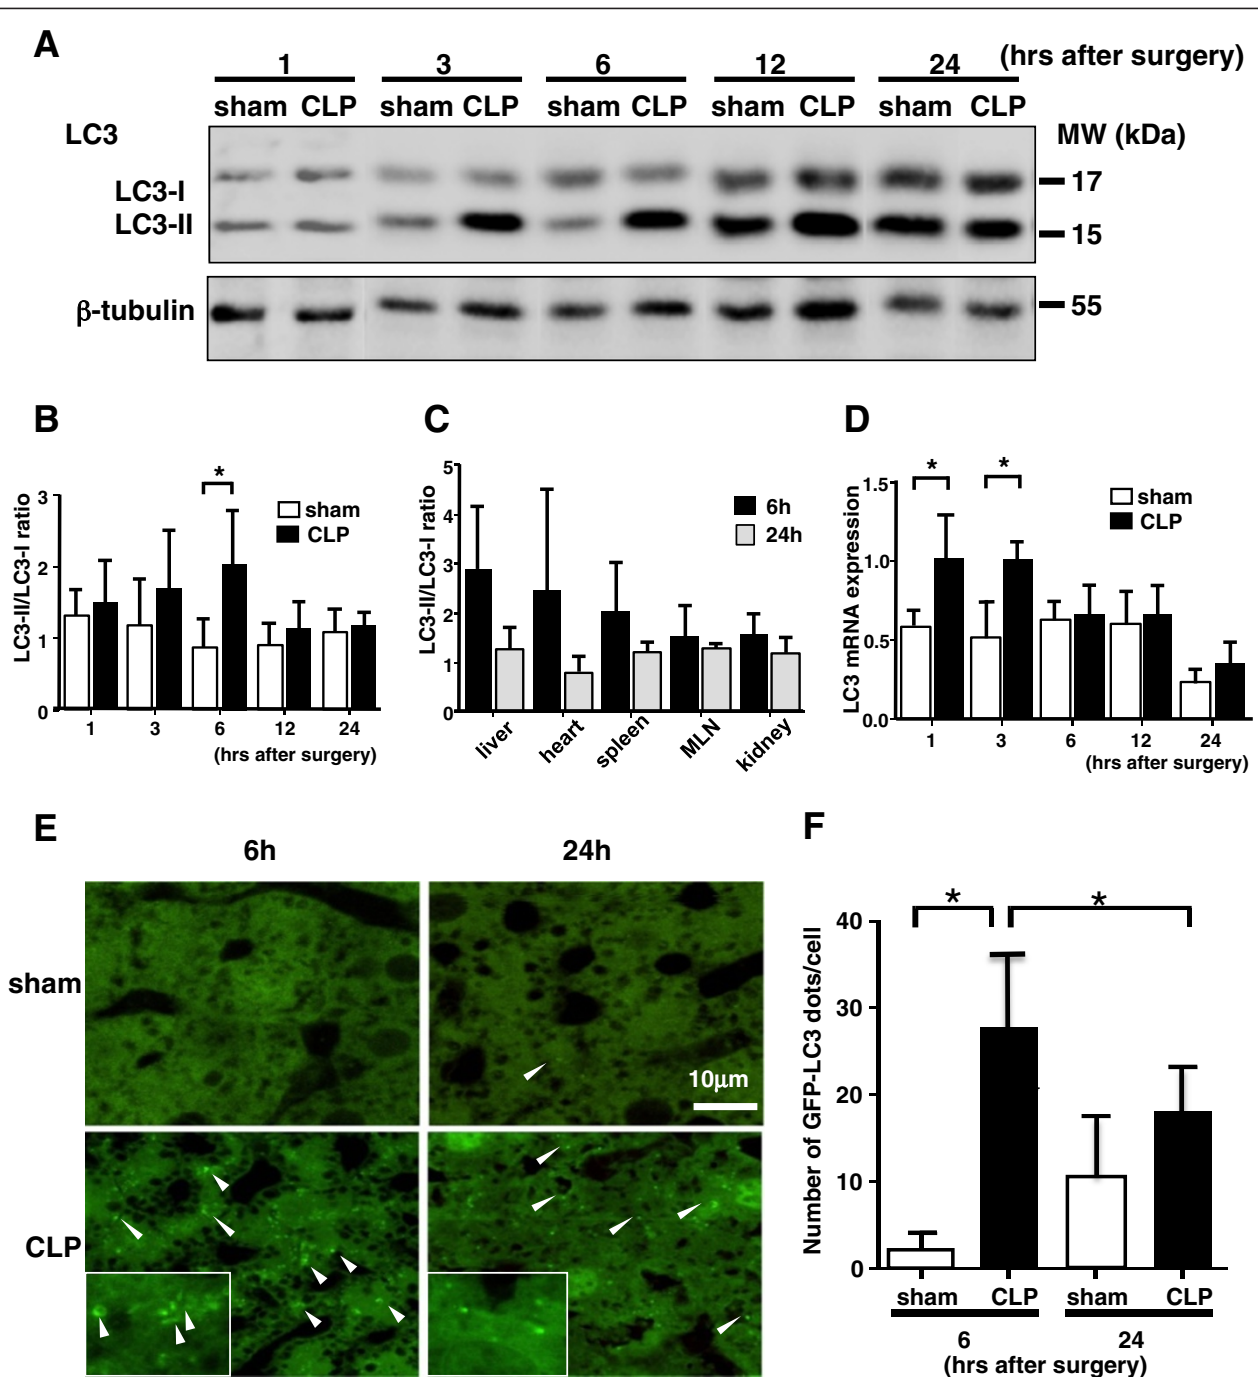 A
1 3 6 12 24 (hrs after surgery)
sham CLP sham CLP sham CLP sham CLP sham CLP
LC3 MW (kDa)
LC3-I 17
LC3-II 15
β-tubulin 55
B
LC3-II/LC3-I ratio
3
2
1
0
*
sham
CLP
1 3 6 12 24
(hrs after surgery)
C
LC3-II/LC3-I ratio
5
4
3
2
1
0
6h
24h
liver heart spleen MLN kidney
D
LC3 mRNA expression
1.5
1.0
0.5
0.0
* *
sham
CLP
1 3 6 12 24
(hrs after surgery)
E
6h 24h
sham
10μm
CLP
F
Number of GFP-LC3 dots/cell
40
30
20
10
0
* *
sham CLP sham CLP
6 24
(hrs after surgery)